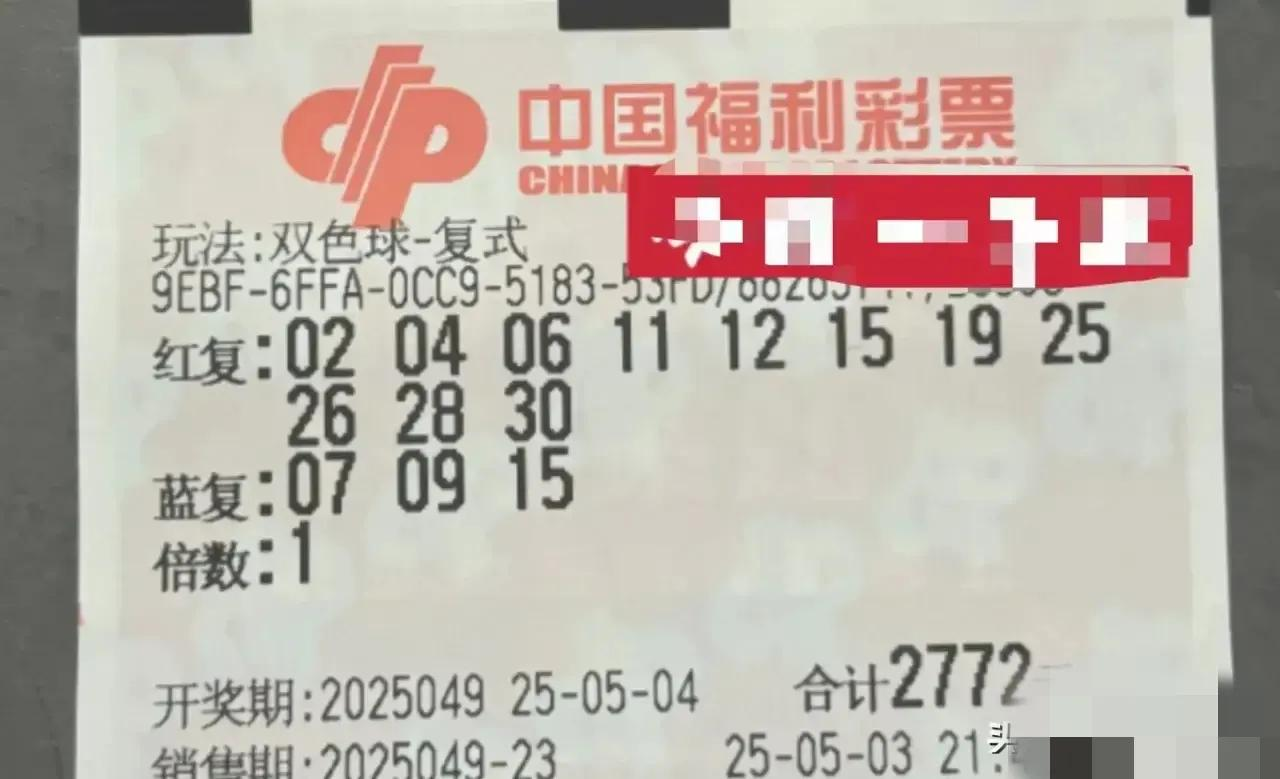 中国福利彩票
CHINA
玩法:双色球-复式
9EBF-6FFA-0CC9-5183-53FD/
红复:02 04 06 11 12 15 19 25
26 28 30
蓝复:07 09 15
倍数:1
合计2772
开奖期:2025049 25-05-04
销售期:2025049-23 25-05-03 21:
头